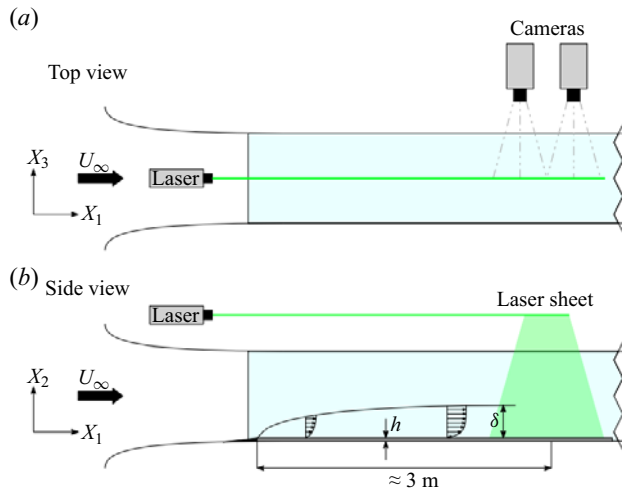 (a)
Cameras
Top view
X₃
U∞
Laser
X₁
(b)
Side view
Laser
Laser sheet
X₂
U∞
h
δ
X₁
≈ 3 m